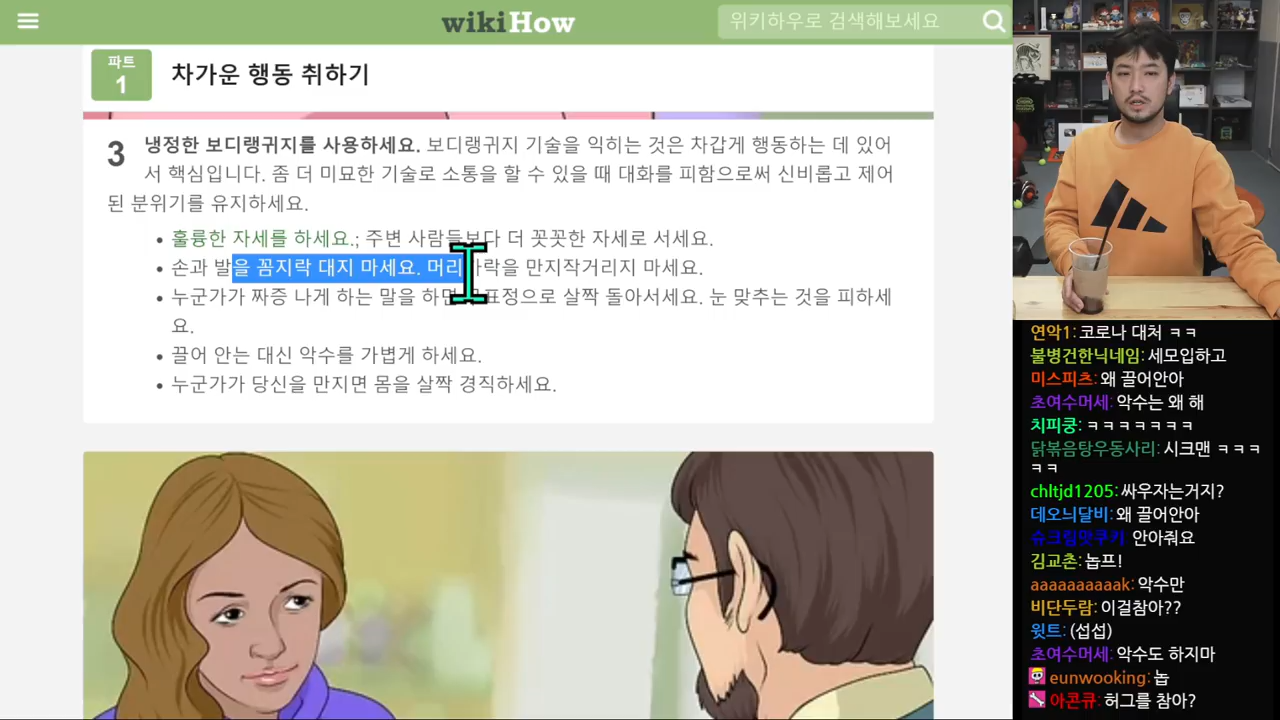 wikiHow
위키하우로 검색해보세요
파트
1
차가운 행동 취하기
3
냉정한 보디랭귀지를 사용하세요. 보디랭귀지 기술을 익히는 것은 차갑게 행동하는 데 있어
서 핵심입니다. 좀 더 미묘한 기술로 소통을 할 수 있을 때 대화를 피함으로써 신비롭고 제어
된 분위기를 유지하세요.
• 훌륭한 자세를 하세요.; 주변 사람들보다 더 꼿꼿한 자세로 서세요.
• 손과 발을 꼼지락 대지 마세요. 머리카락을 만지작거리지 마세요.
• 누군가가 짜증 나게 하는 말을 하면 무표정으로 살짝 돌아서세요. 눈 맞추는 것을 피하세
요.
• 끌어 안는 대신 악수를 가볍게 하세요.
• 누군가가 당신을 만지면 몸을 살짝 경직하세요.
연악1: 코로나 대처 ㅋㅋ
불병건한닉네임: 세모입하고
미스피츠: 왜 끌어안아
초여수머세: 악수는 왜 해
치피쿵: ㅋㅋㅋㅋㅋㅋㅋ
닭볶음탕우동사리: 시크맨 ㅋㅋㅋ
ㅋㅋ
chltjd1205: 싸우자는거지?
데오늬달비: 왜 끌어안아
슈크림맛쿠키: 안아줘요
김교촌: 놉프!
aaaaaaaaaak: 악수만
비단두람: 이걸참아??
윗트: (섭섭)
초여수머세: 악수도 하지마
eunwooking: 놉
아콘큐: 허그를 참아?